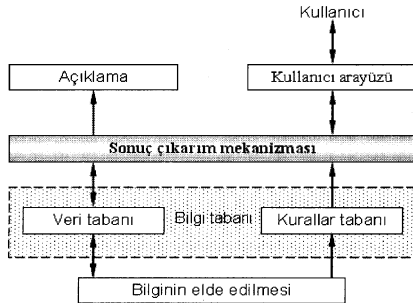 Kullanıcı
Açıklama
Kullanıcı arayüzü
Sonuç çıkarım mekanizması
Veri tabanı
Bilgi tabanı
Kurallar tabanı
Bilginin elde edilmesi